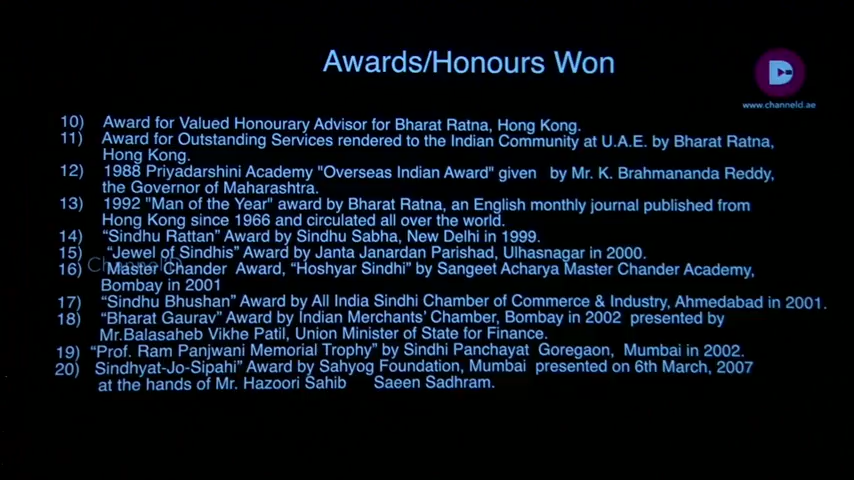 Awards/Honours Won
www.channeld.ae
10) Award for Valued Honourary Advisor for Bharat Ratna, Hong Kong.
11) Award for Outstanding Services rendered to the Indian Community at U.A.E. by Bharat Ratna,
Hong Kong.
12) 1988 Priyadarshini Academy "Overseas Indian Award" given by Mr. K. Brahmananda Reddy,
the Governor of Maharashtra.
13) 1992 "Man of the Year" award by Bharat Ratna, an English monthly journal published from
Hong Kong since 1966 and circulated all over the world.
14) “Sindhu Rattan” Award by Sindhu Sabha, New Delhi in 1999.
15) “Jewel of Sindhis” Award by Janta Janardan Parishad, Ulhasnagar in 2000.
Channel D
16) Master Chander Award, “Hoshyar Sindhi” by Sangeet Acharya Master Chander Academy,
Bombay in 2001
17) “Sindhu Bhushan” Award by All India Sindhi Chamber of Commerce & Industry, Ahmedabad in 2001.
18) “Bharat Gaurav” Award by Indian Merchants’ Chamber, Bombay in 2002 presented by
Mr.Balasaheb Vikhe Patil, Union Minister of State for Finance.
19) “Prof. Ram Panjwani Memorial Trophy” by Sindhi Panchayat Goregaon, Mumbai in 2002.
20) Sindhyat-Jo-Sipahi” Award by Sahyog Foundation, Mumbai presented on 6th March, 2007
at the hands of Mr. Hazoori Sahib Saeen Sadhram.